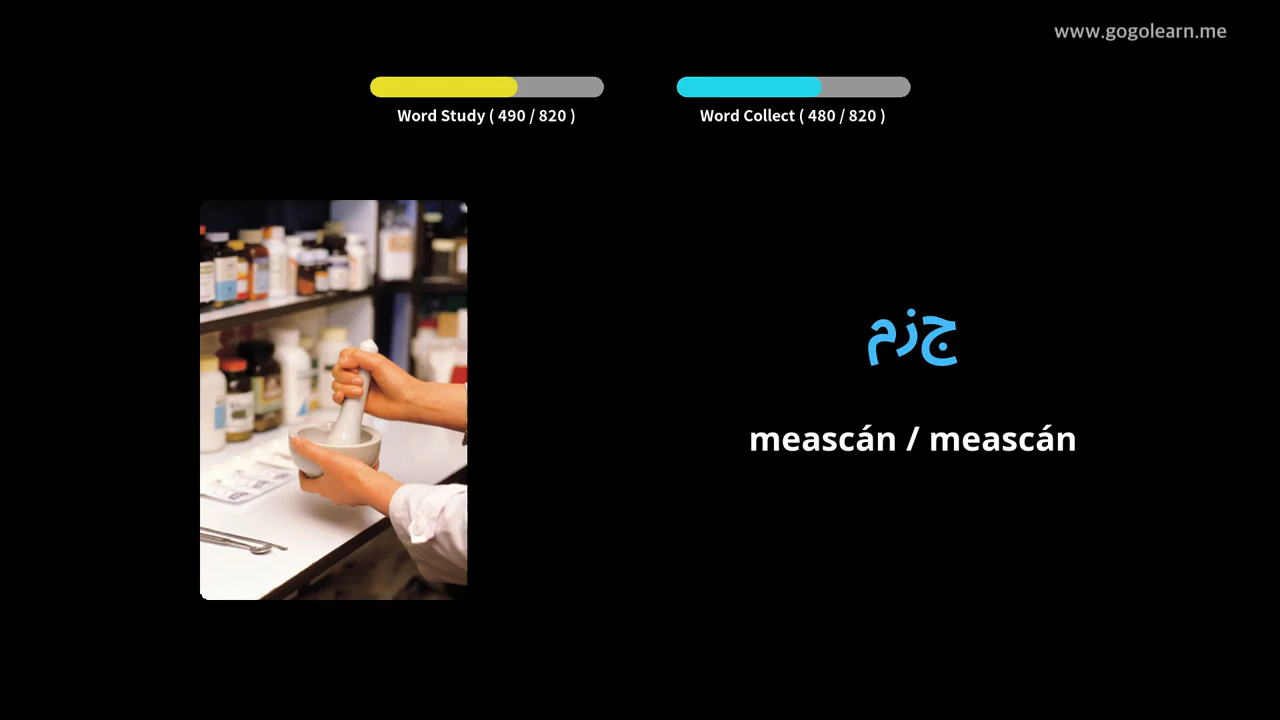 www.gogolearn.me
Word Study ( 490 / 820 )
Word Collect ( 480 / 820 )
جزم
meascán / meascán